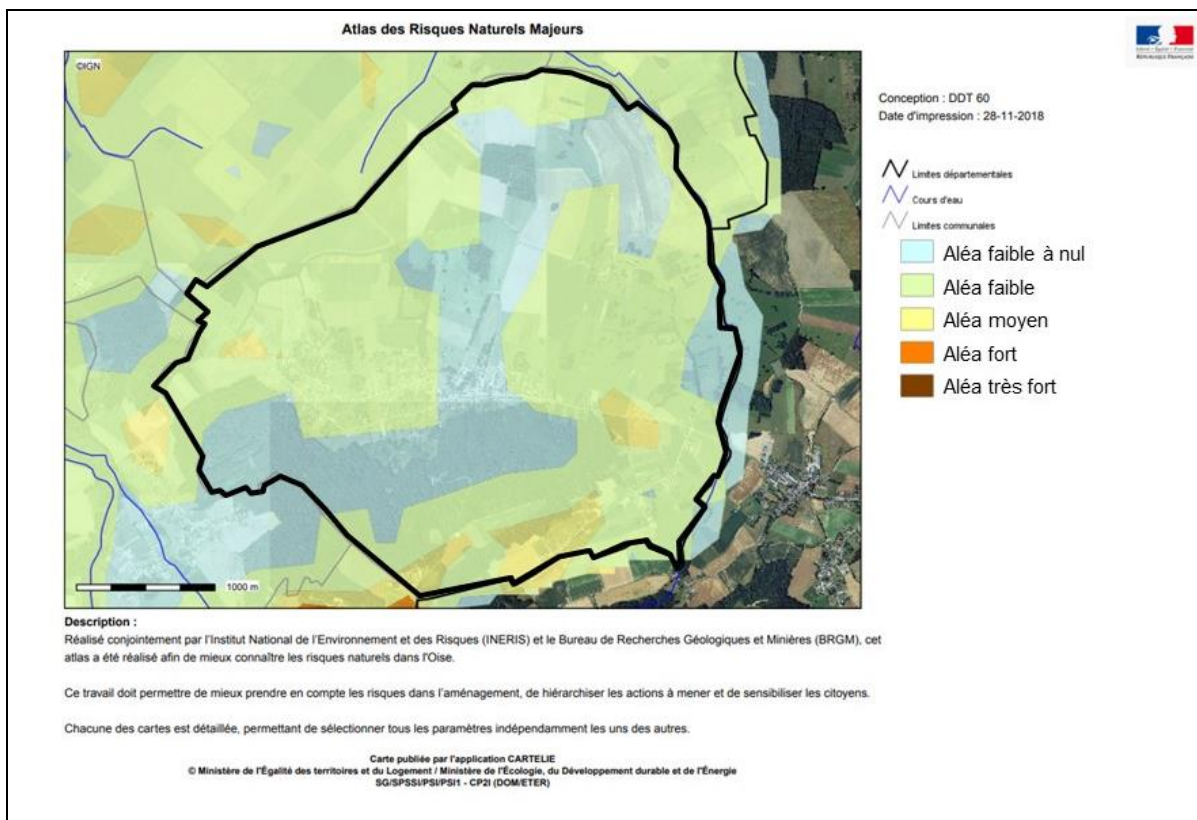 Atlas des Risques Naturels Majeurs
©IGN
Liberté • Égalité • Fraternité
RÉPUBLIQUE FRANÇAISE
Conception : DDT 60
Date d'impression : 28-11-2018
Limites départementales
Cours d'eau
Limites communales
Aléa faible à nul
Aléa faible
Aléa moyen
Aléa fort
Aléa très fort
1000 m
Description :
Réalisé conjointement par l'Institut National de l'Environnement et des Risques (INERIS) et le Bureau de Recherches Géologiques et Minières (BRGM), cet
atlas a été réalisé afin de mieux connaître les risques naturels dans l'Oise.
Ce travail doit permettre de mieux prendre en compte les risques dans l'aménagement, de hiérarchiser les actions à mener et de sensibiliser les citoyens.
Chacune des cartes est détaillée, permettant de sélectionner tous les paramètres indépendamment les uns des autres.
Carte publiée par l'application CARTELIE
© Ministère de l'Égalité des territoires et du Logement / Ministère de l'Écologie, du Développement durable et de l'Énergie
SG/SPSSI/PSI/PSI1 - CP2I (DOM/ETER)